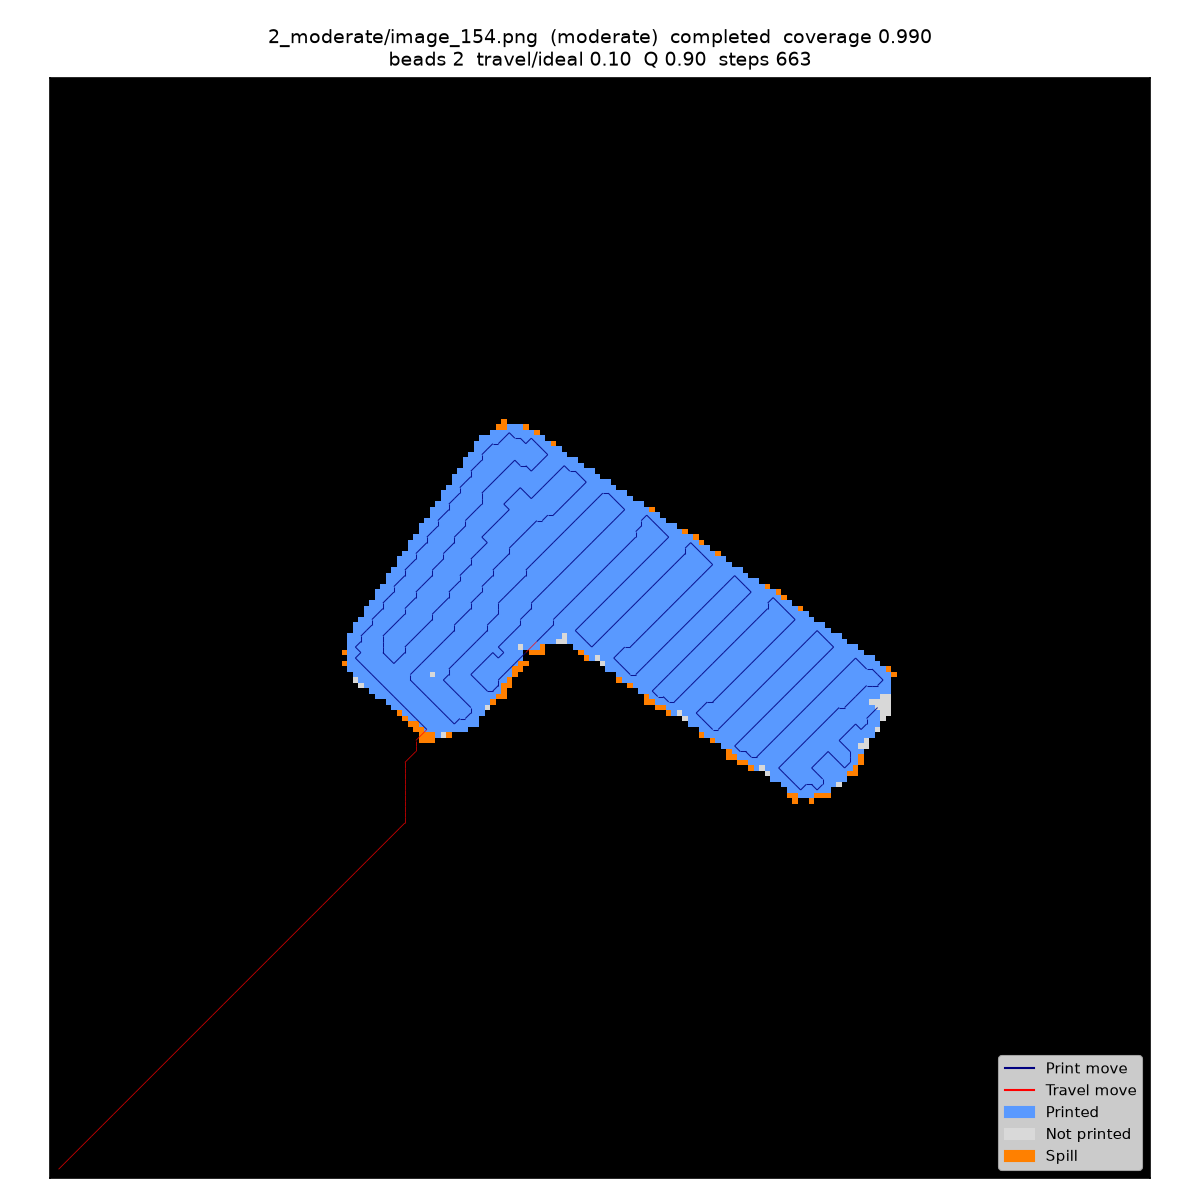 2_moderate/image_154.png  (moderate)  completed  coverage 0.990
beads 2  travel/ideal 0.10  Q 0.90  steps 663
Print move
Travel move
Printed
Not printed
Spill